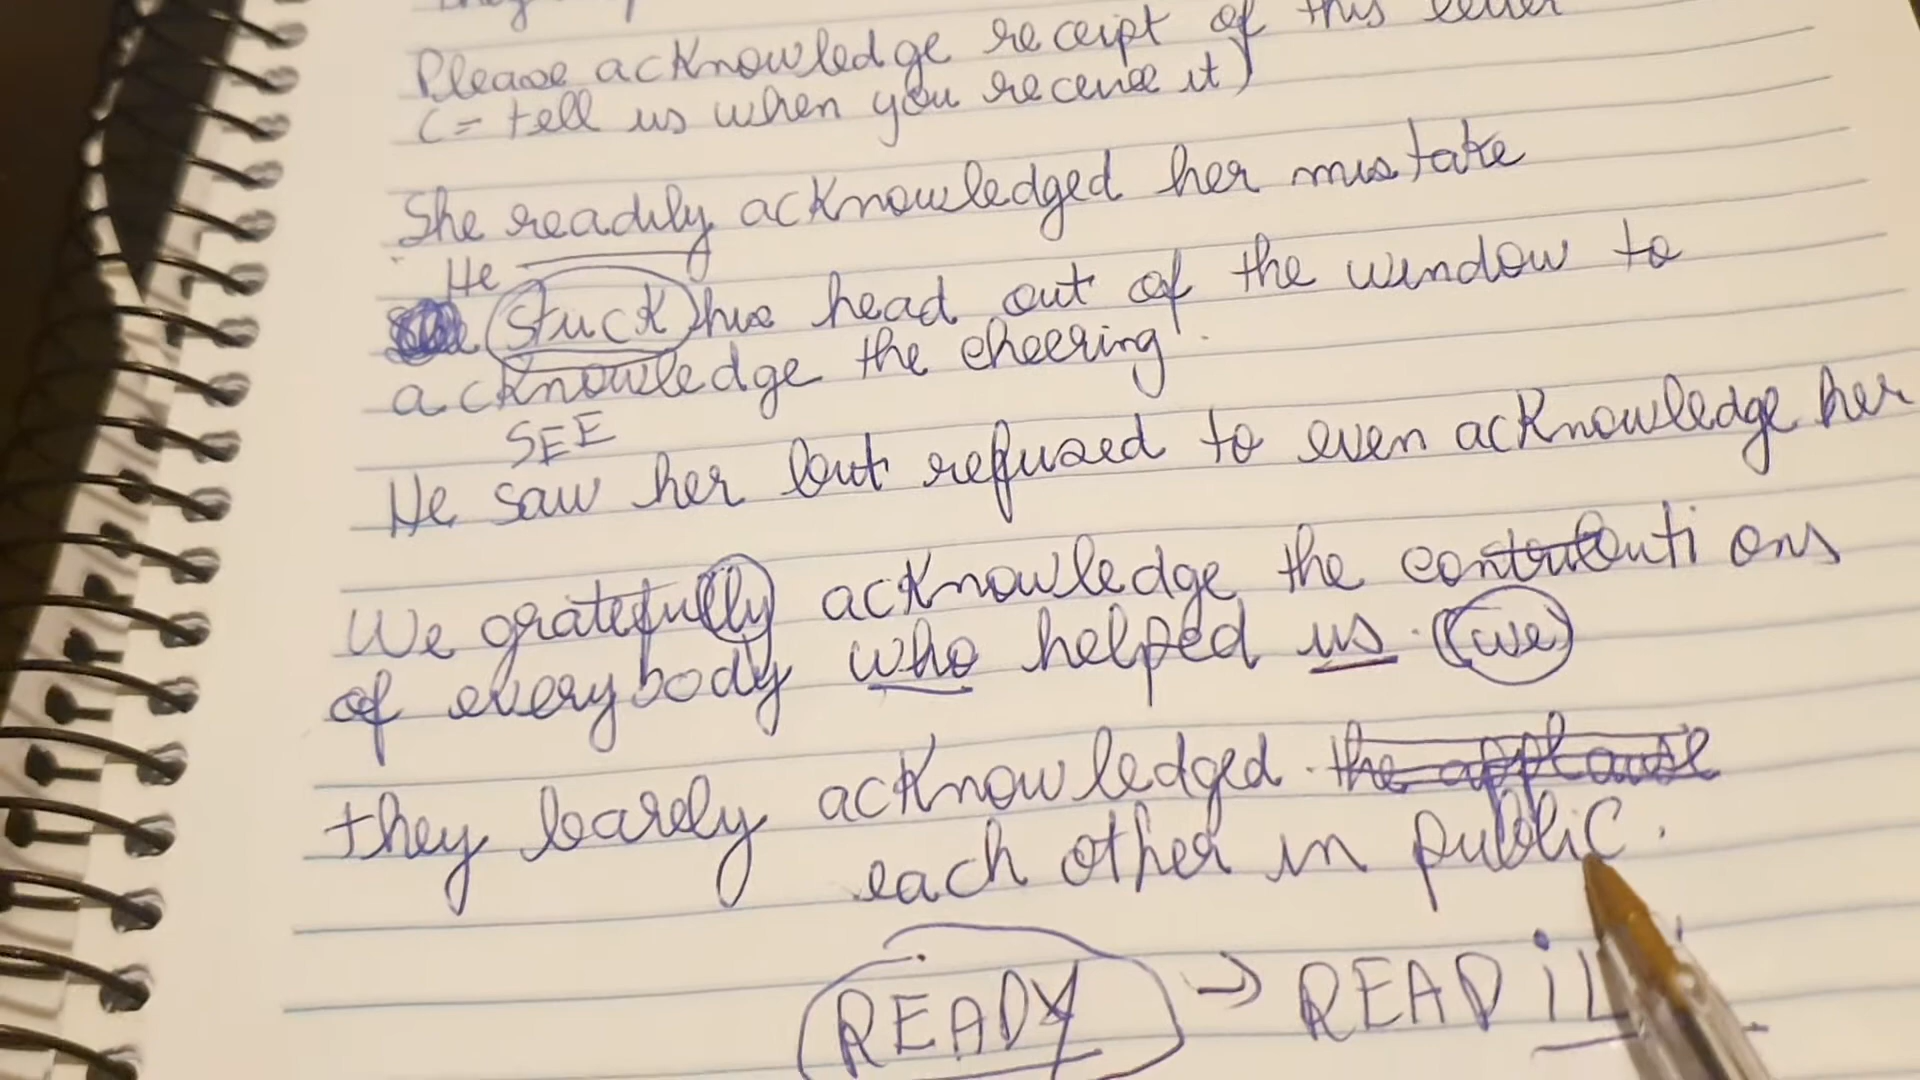 Please acknowledge receipt of this letter
(= tell us when you receive it)
She readily acknowledged her mistake
He
stuck his head out of the window to
acknowledge the cheering.
SEE
He saw her but refused to even acknowledge her
We gratefully acknowledge the contributions
of everybody who helped us. (we)
they barely acknowledged the applause
each other in public.
READY → READIL